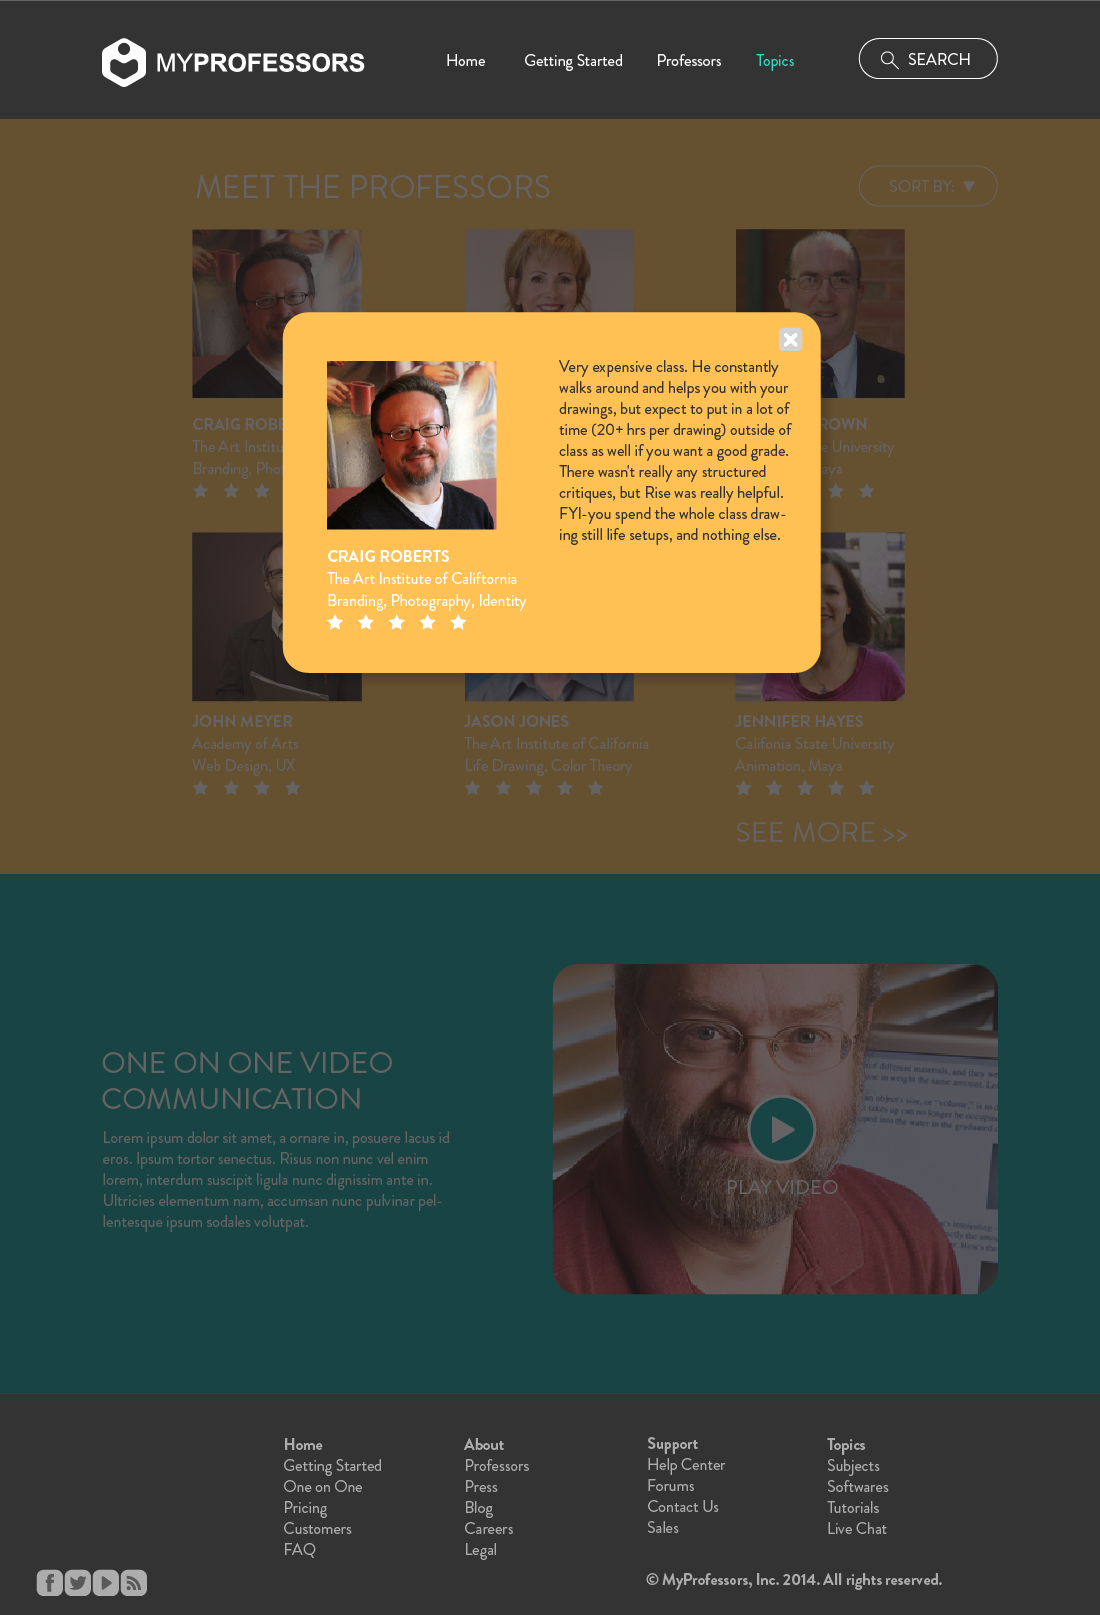 MYPROFESSORS
Home Getting Started Professors Topics
SEARCH
MEET THE PROFESSORS
SORT BY:
Very expensive class. He constantly
walks around and helps you with your
drawings, but expect to put in a lot of
time (20+ hrs per drawing) outside of
class as well if you want a good grade.
There wasn't really any structured
critiques, but Rise was really helpful.
FYI-you spend the whole class draw-
ing still life setups, and nothing else.
CRAIG ROBERTS
The Art Institute of Califtornia
Branding, Photography, Identity
CRAIG ROBE
The Art Institu
Branding, Pho
ROWN
e University
aya
JOHN MEYER
Academy of Arts
Web Design, UX
JASON JONES
The Art Institute of California
Life Drawing, Color Theory
JENNIFER HAYES
Califonia State University
Animation, Maya
SEE MORE >>
ONE ON ONE VIDEO
COMMUNICATION
Lorem ipsum dolor sit amet, a ornare in, posuere lacus id
eros. Ipsum tortor senectus. Risus non nunc vel enim
lorem, interdum suscipit ligula nunc dignissim ante in.
Ultricies elementum nam, accumsan nunc pulvinar pel-
lentesque ipsum sodales volutpat.
PLAY VIDEO
Home
Getting Started
One on One
Pricing
Customers
FAQ
About
Professors
Press
Blog
Careers
Legal
Support
Help Center
Forums
Contact Us
Sales
Topics
Subjects
Softwares
Tutorials
Live Chat
© MyProfessors, Inc. 2014. All rights reserved.